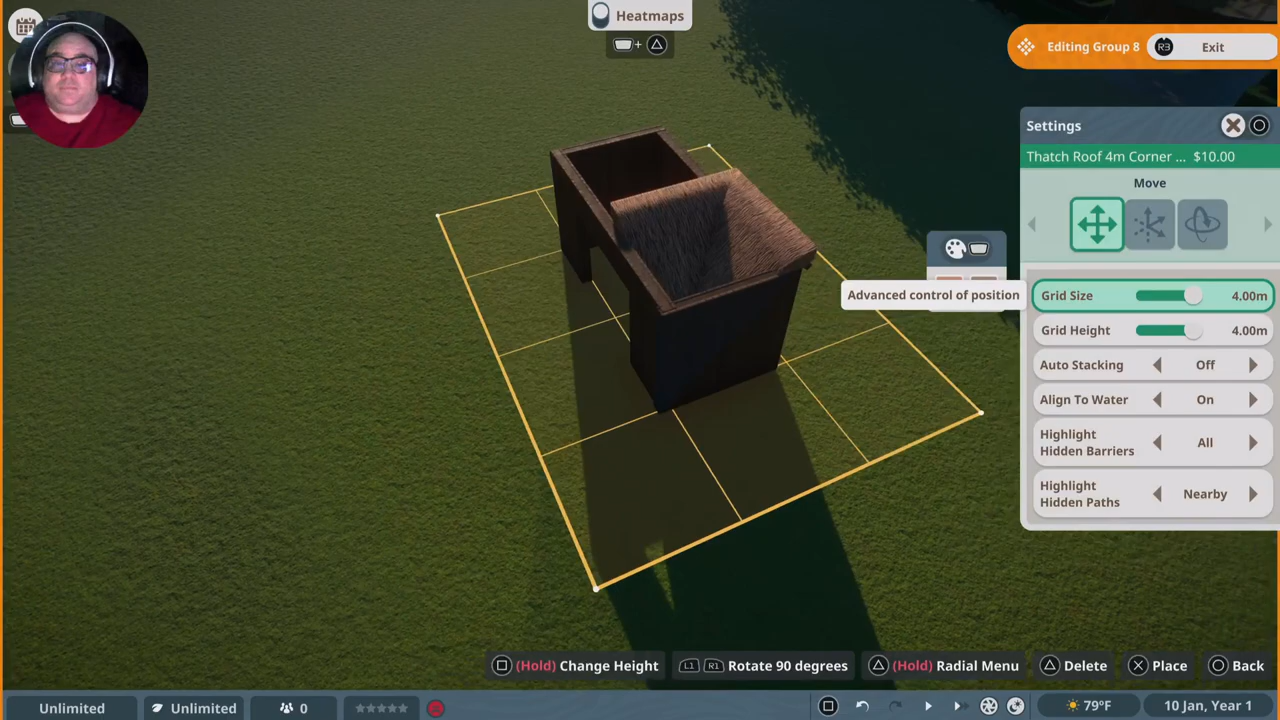 Heatmaps
+
Editing Group 8
R3
Exit
Settings
Thatch Roof 4m Corner ... $10.00
Move
Advanced control of position
Grid Size 4.00m
Grid Height 4.00m
Auto Stacking Off
Align To Water On
Highlight
Hidden Barriers All
Highlight
Hidden Paths Nearby
(Hold) Change Height L1 R1 Rotate 90 degrees (Hold) Radial Menu Delete Place Back
Unlimited Unlimited 0 79°F 10 Jan, Year 1